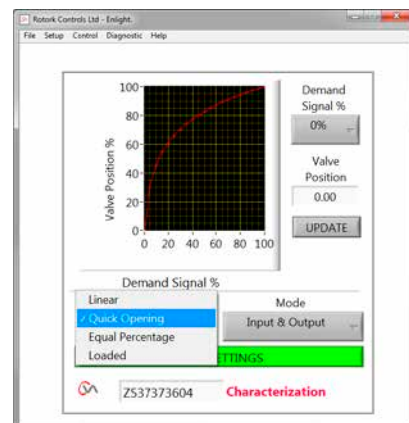 Rotork Controls Ltd - Enlight.
File Setup Control Diagnostic Help
Demand
Signal %
0%
Valve
Position
0.00
UPDATE
Valve Position %
100
80
60
40
20
0
0 20 40 60 80 100
Demand Signal %
Linear
✓ Quick Opening
Equal Percentage
Loaded
Mode
Input & Output
ETTINGS
ZS37373604
Characterization